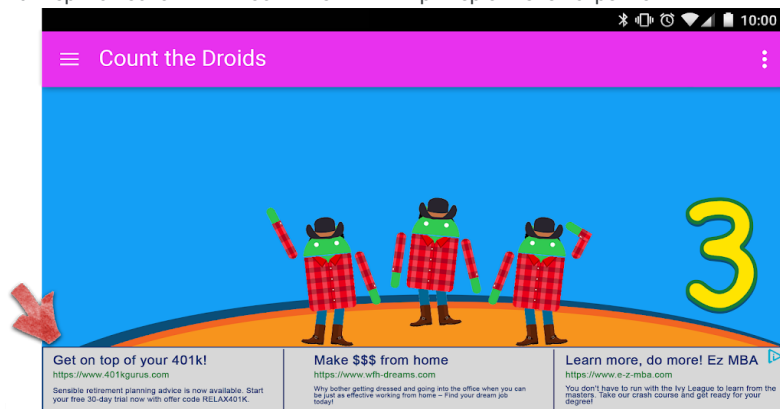 10:00
Count the Droids
3
Get on top of your 401k!
https://www.401kgurus.com
Sensible retirement planning advice is now available. Start
your free 30-day trial now with offer code RELAX401K.
Make $$$ from home
https://www.wfh-dreams.com
Why bother getting dressed and going into the office when you can
be just as effective working from home – Find your dream job
today!
Learn more, do more! Ez MBA
https://www.e-z-mba.com
You don't have to run with the Ivy League to learn from the
masters. Take our crash course and get ready for your
degree!